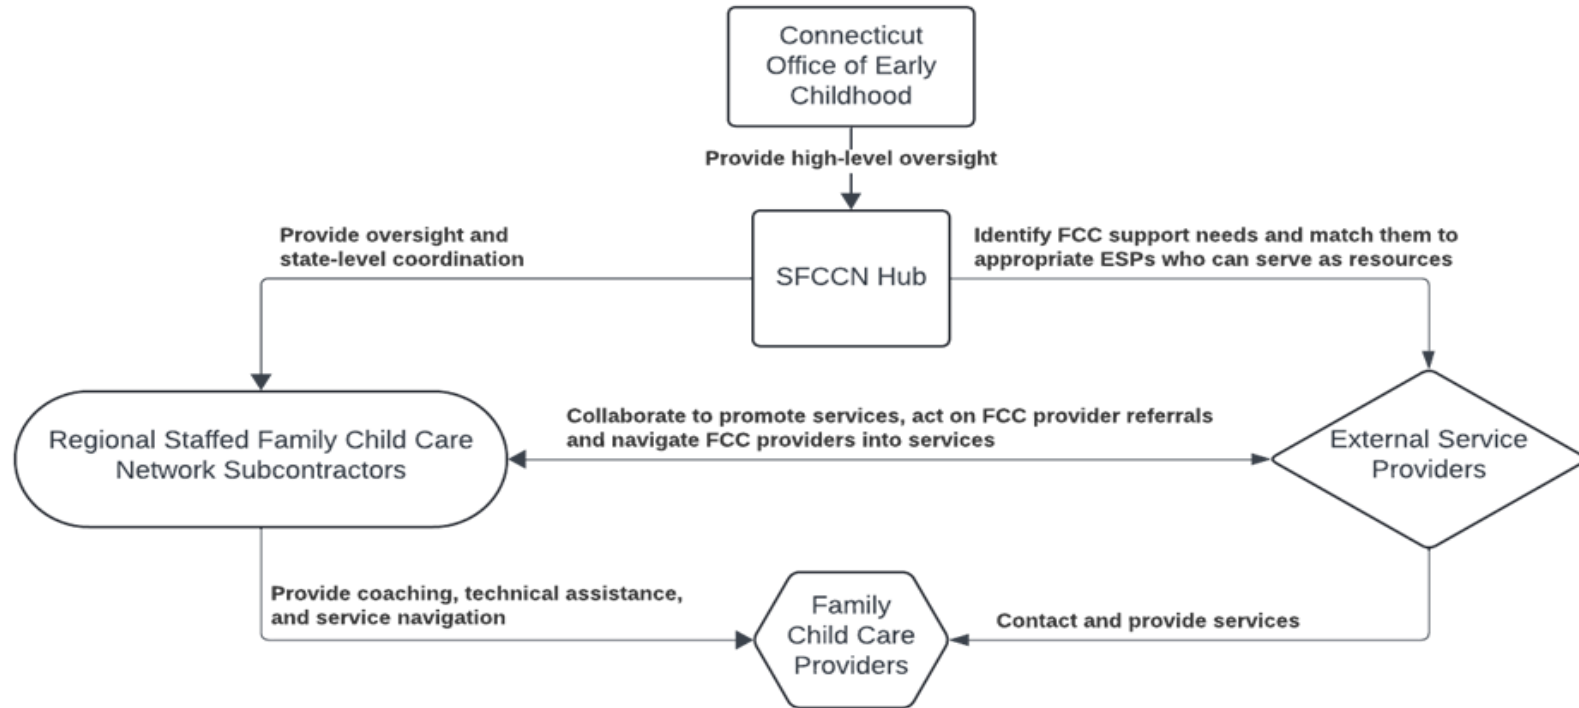 Connecticut
Office of Early
Childhood
Provide high-level oversight
Provide oversight and
state-level coordination
SFCCN Hub
Identify FCC support needs and match them to
appropriate ESPs who can serve as resources
Regional Staffed Family Child Care
Network Subcontractors
Collaborate to promote services, act on FCC provider referrals
and navigate FCC providers into services
External Service
Providers
Provide coaching, technical assistance,
and service navigation
Family
Child Care
Providers
Contact and provide services